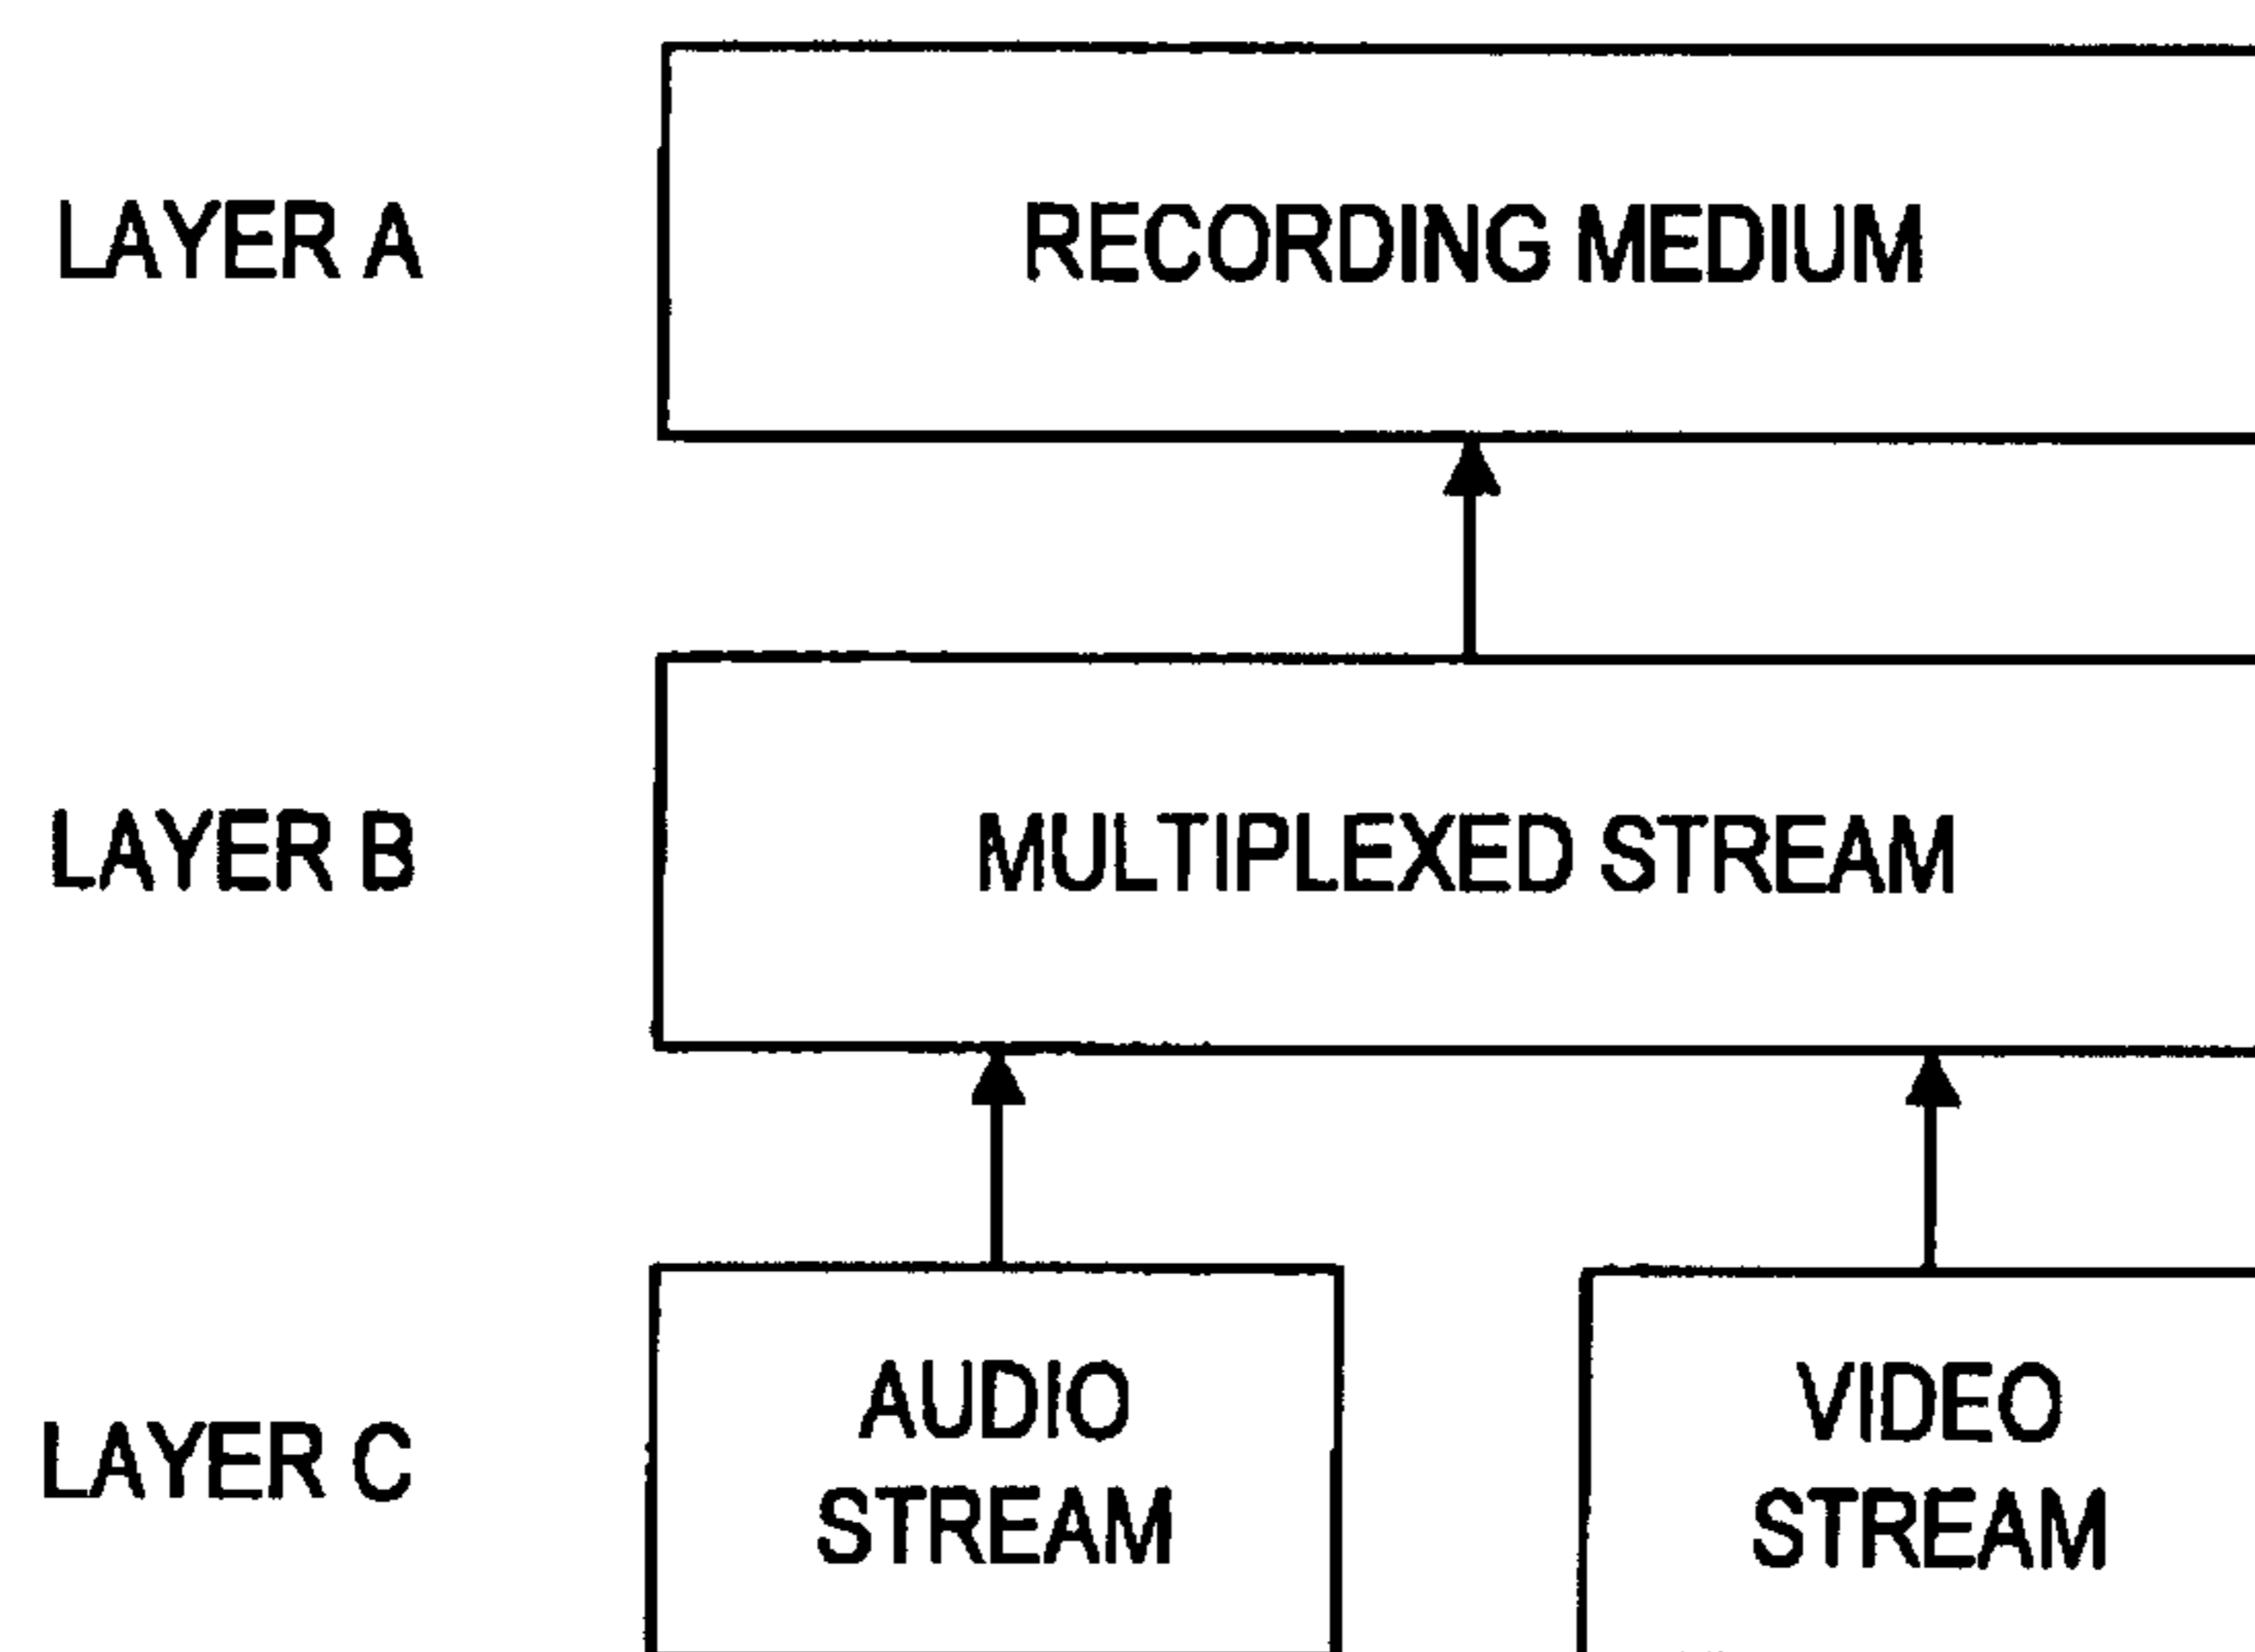 LAYER A
RECORDING MEDIUM
LAYER B
MULTIPLEXED STREAM
LAYER C
AUDIO
STREAM
VIDEO
STREAM